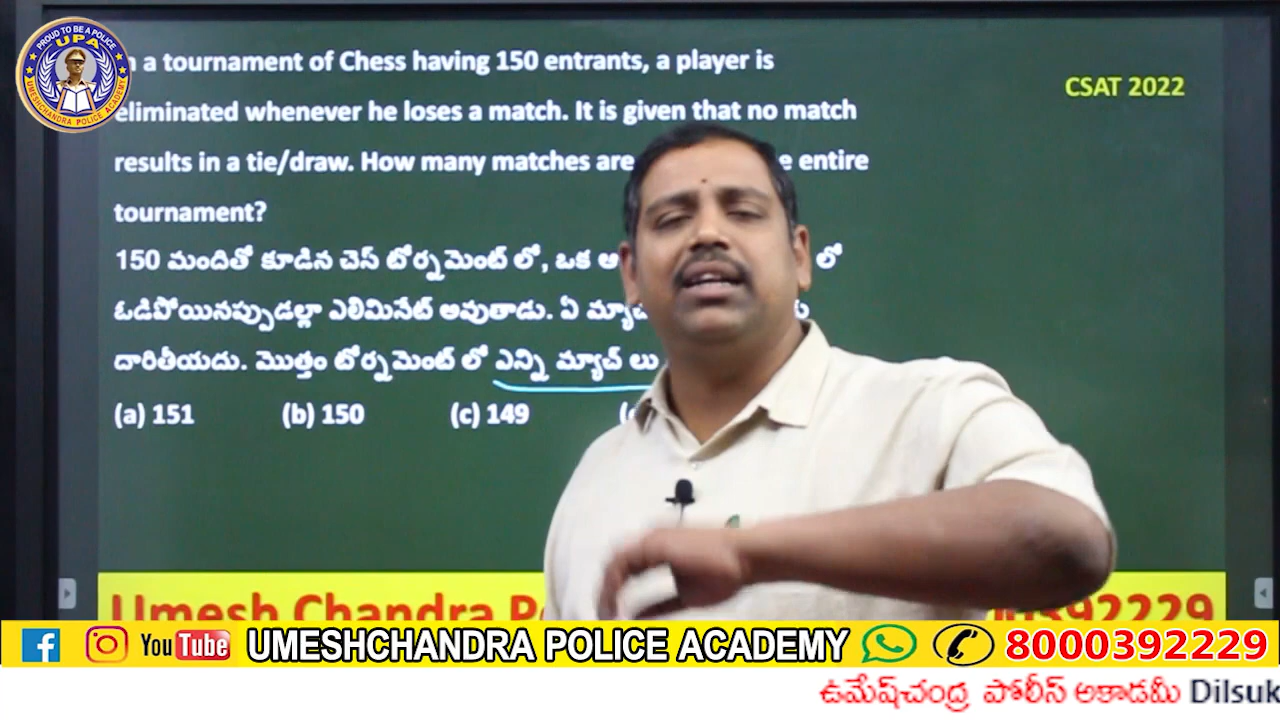 PROUD TO BE A POLICE
UPA
UMESHCHANDRA POLICE ACADEMY
a tournament of Chess having 150 entrants, a player is
CSAT 2022
eliminated whenever he loses a match. It is given that no match
results in a tie/draw. How many matches are entire
tournament?
150 మందితో కూడిన చెస్ టోర్నమెంట్ లో, ఒక లో
ఓడిపోయినప్పుడల్లా ఎలిమినేట్ అవుతాడు. ఏ
దారితీయదు. మొత్తం టోర్నమెంట్ లో ఎన్ని మ్యాచ్ లు
(a) 151 (b) 150 (c) 149
Umesh Chandra 92229
YouTube UMESHCHANDRA POLICE ACADEMY 8000392229
ఉమేష్‌చంద్ర పోలీస్ అకాడమీ Dilsuk